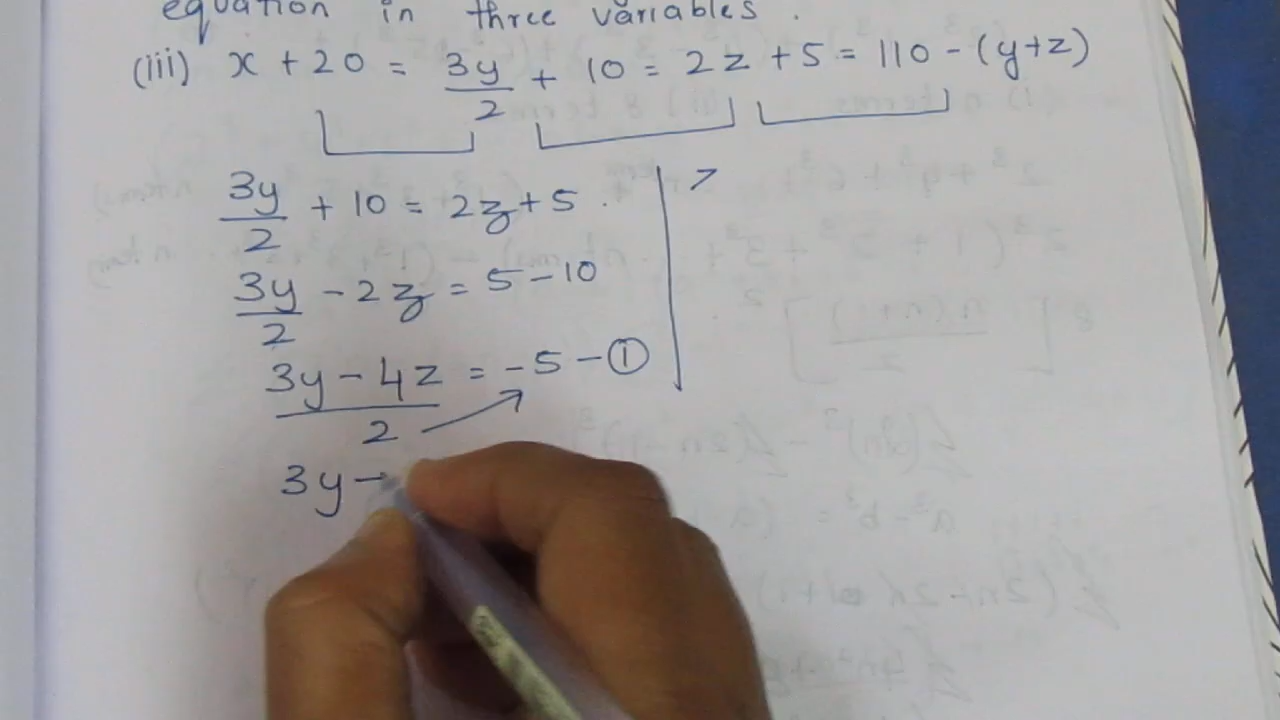 equation in three variables.
(iii) x + 20 = 3y/2 + 10 = 2z + 5 = 110 - (y+z)
3y/2 + 10 = 2z + 5.
3y/2 - 2z = 5 - 10
3y - 4z/2 = -5 - ①
3y -